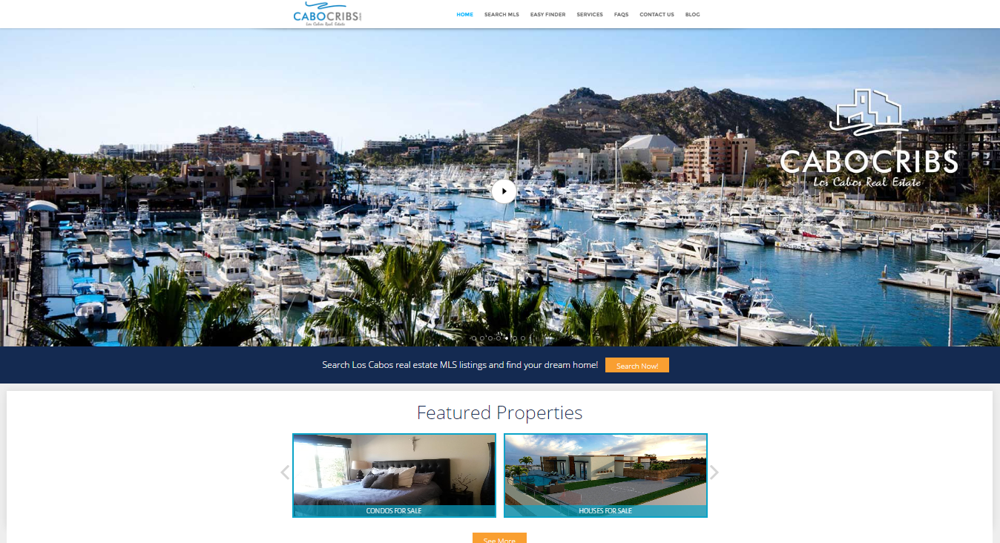 CABOCRIBS
Los Cabos Real Estate
HOME SEARCH MLS EASY FINDER SERVICES FAQS CONTACT US BLOG
CABOCRIBS
Los Cabos Real Estate
Search Los Cabos real estate MLS listings and find your dream home! Search Now!
Featured Properties
CONDOS FOR SALE HOUSES FOR SALE
See More